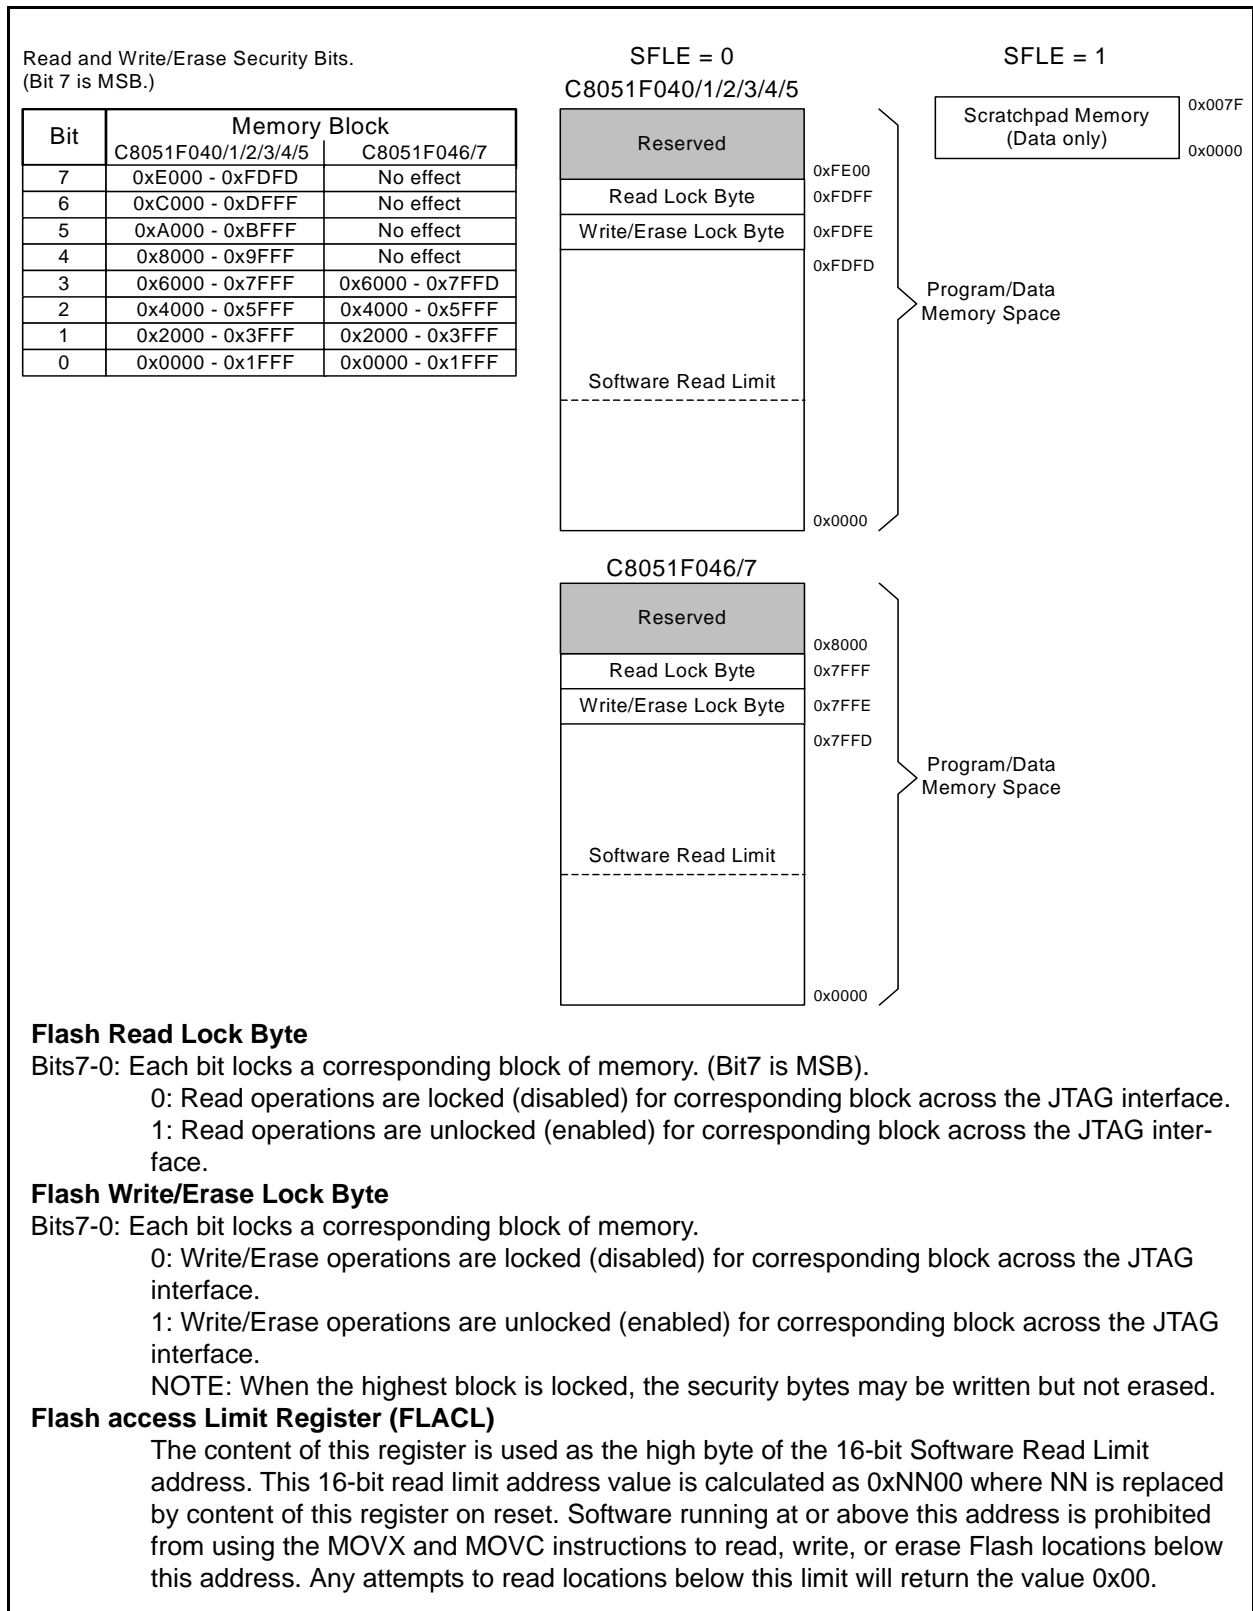 Read and Write/Erase Security Bits.
(Bit 7 is MSB.)
Bit
Memory Block
C8051F040/1/2/3/4/5 C8051F046/7
7 0xE000 - 0xFDFD No effect
6 0xC000 - 0xDFFF No effect
5 0xA000 - 0xBFFF No effect
4 0x8000 - 0x9FFF No effect
3 0x6000 - 0x7FFF 0x6000 - 0x7FFD
2 0x4000 - 0x5FFF 0x4000 - 0x5FFF
1 0x2000 - 0x3FFF 0x2000 - 0x3FFF
0 0x0000 - 0x1FFF 0x0000 - 0x1FFF
SFLE = 0
C8051F040/1/2/3/4/5
Reserved
0xFE00
Read Lock Byte 0xFDFF
Write/Erase Lock Byte 0xFDFE
0xFDFD
Program/Data
Memory Space
Software Read Limit
0x0000
SFLE = 1
Scratchpad Memory
(Data only)
0x007F
0x0000
C8051F046/7
Reserved
0x8000
Read Lock Byte 0x7FFF
Write/Erase Lock Byte 0x7FFE
0x7FFD
Program/Data
Memory Space
Software Read Limit
0x0000
Flash Read Lock Byte
Bits7-0: Each bit locks a corresponding block of memory. (Bit7 is MSB).
0: Read operations are locked (disabled) for corresponding block across the JTAG interface.
1: Read operations are unlocked (enabled) for corresponding block across the JTAG inter-
face.
Flash Write/Erase Lock Byte
Bits7-0: Each bit locks a corresponding block of memory.
0: Write/Erase operations are locked (disabled) for corresponding block across the JTAG
interface.
1: Write/Erase operations are unlocked (enabled) for corresponding block across the JTAG
interface.
NOTE: When the highest block is locked, the security bytes may be written but not erased.
Flash access Limit Register (FLACL)
The content of this register is used as the high byte of the 16-bit Software Read Limit
address. This 16-bit read limit address value is calculated as 0xNN00 where NN is replaced
by content of this register on reset. Software running at or above this address is prohibited
from using the MOVX and MOVC instructions to read, write, or erase Flash locations below
this address. Any attempts to read locations below this limit will return the value 0x00.